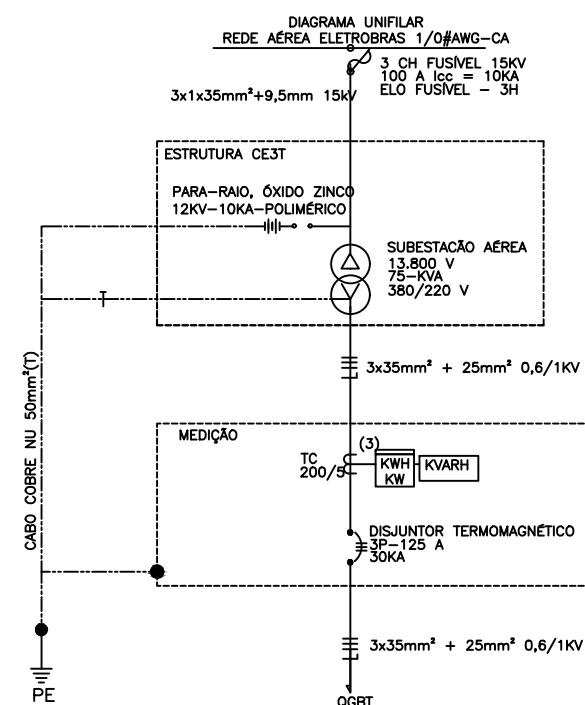 DIAGRAMA UNIFILAR
REDE AÉREA ELETROBRAS 1/0#AWG-CA
3 CH FUSÍVEL 15KV
100 A Icc = 10KA
ELO FUSÍVEL - 3H
3x1x35mm²+9,5mm 15kV
ESTRUTURA CE3T
PARA-RAIO, ÓXIDO ZINCO
12KV-10KA-POLIMÉRICO
SUBESTACÃO AÉREA
13.800 V
75-KVA
380/220 V
T
3x35mm² + 25mm² 0,6/1KV
CABO COBRE NU 50mm²(T)
MEDIÇÃO
(3)
TC
200/5
KWH
KW
KVARH
DISJUNTOR TERMOMAGNÉTICO
3P-125 A
30KA
3x35mm² + 25mm² 0,6/1KV
PE
QGBT